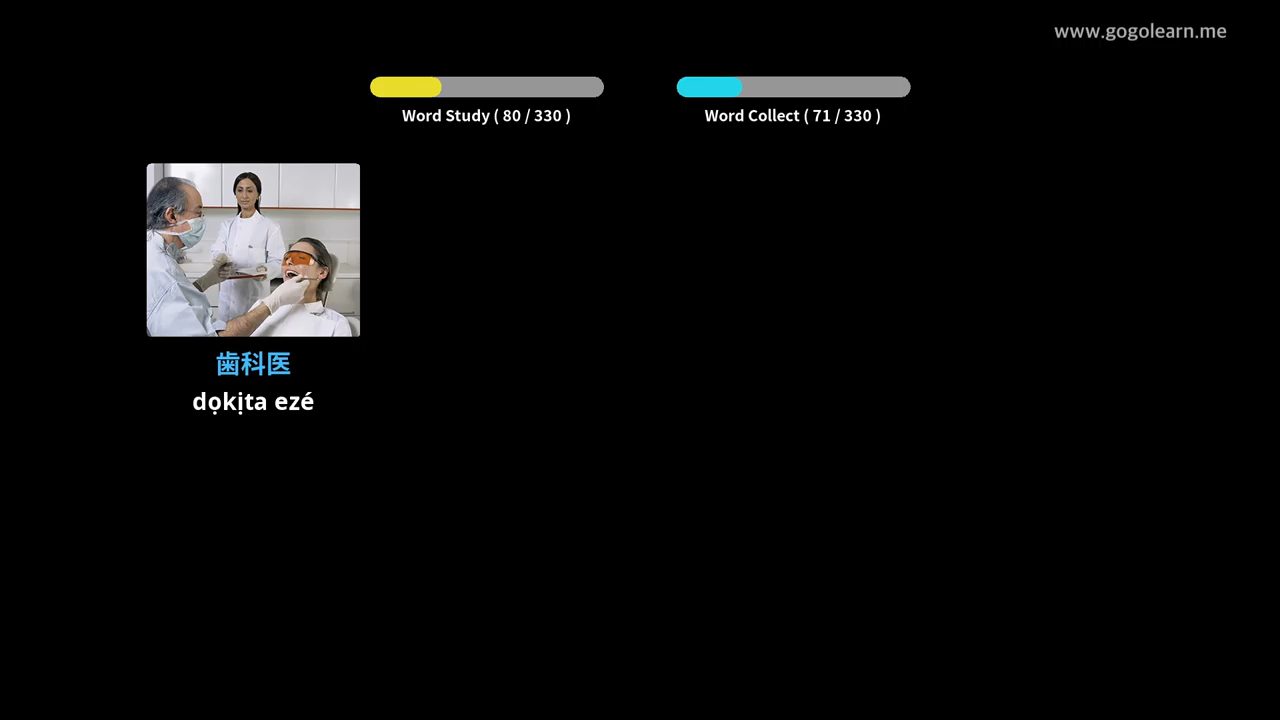 www.gogolearn.me
Word Study ( 80 / 330 )
Word Collect ( 71 / 330 )
歯科医
dọkịta ezé